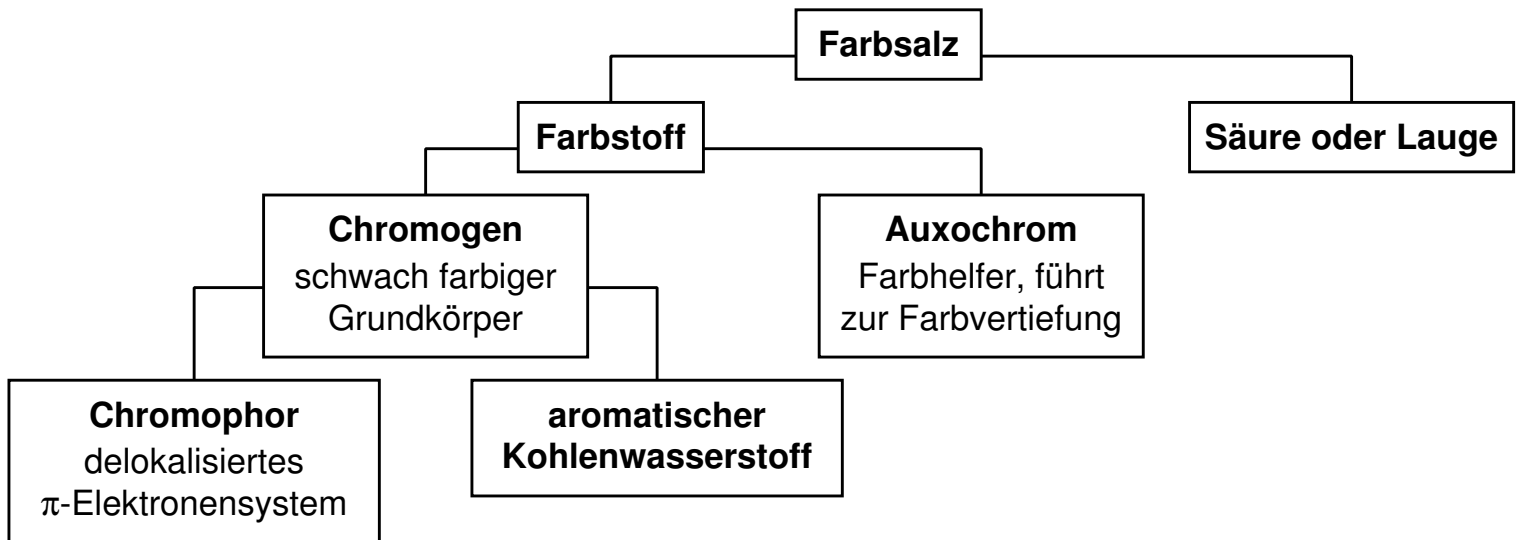 Farbsalz
Farbstoff
Säure oder Lauge
Chromogen
schwach farbiger
Grundkörper
Auxochrom
Farbhelfer, führt
zur Farbvertiefung
Chromophor
delokalisiertes
π-Elektronensystem
aromatischer
Kohlenwasserstoff